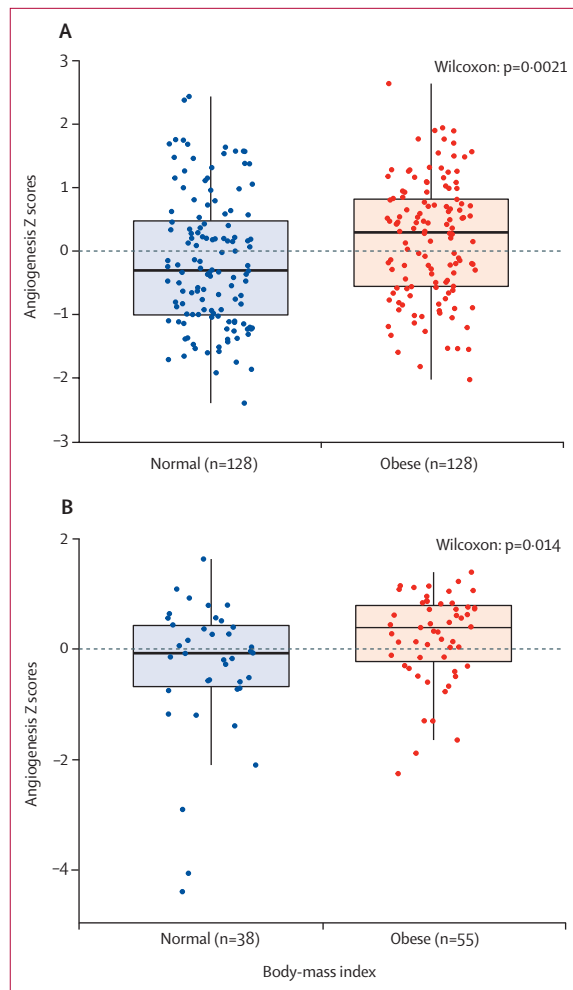 A
Wilcoxon: p=0·0021
3
2
1
0
−1
−2
−3
Angiogenesis Z scores
Normal (n=128) Obese (n=128)
B
Wilcoxon: p=0·014
2
0
−2
−4
Angiogenesis Z scores
Normal (n=38) Obese (n=55)
Body-mass index